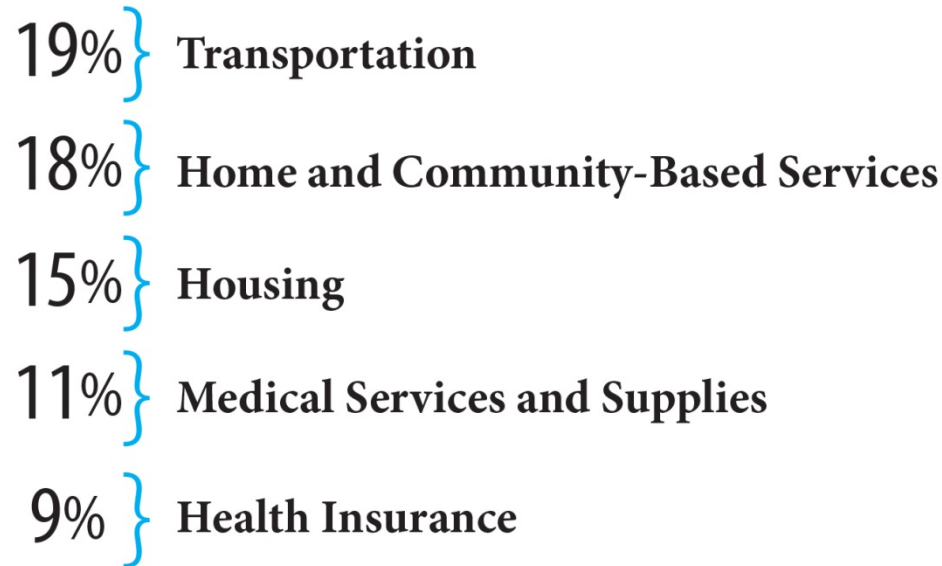 19% Transportation
18% Home and Community-Based Services
15% Housing
11% Medical Services and Supplies
9% Health Insurance